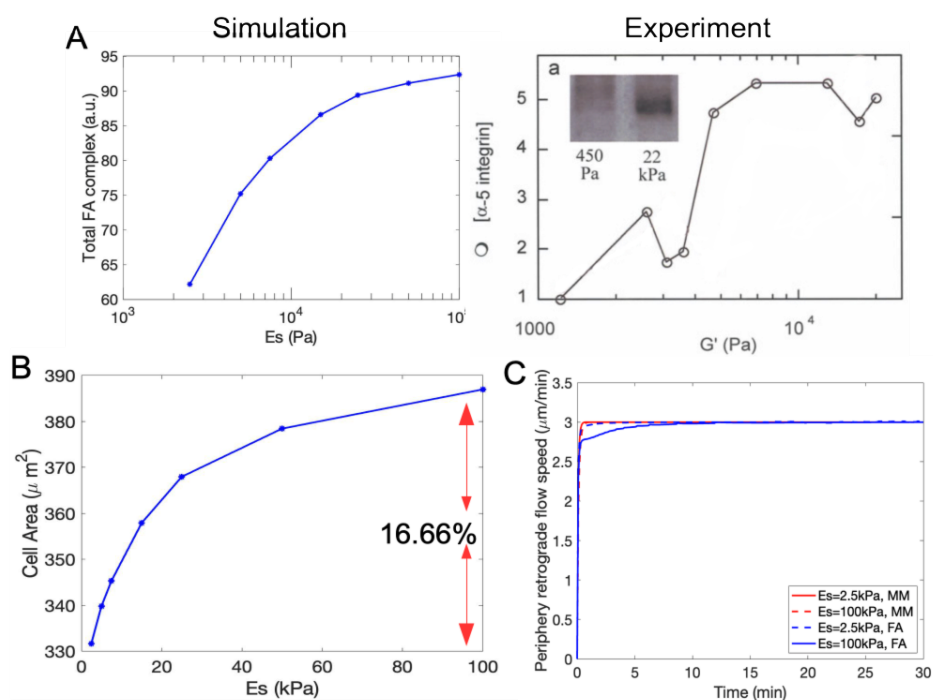 Simulation
Experiment
A
95
90
85
80
75
70
65
60
Total FA complex (a.u.)
10³
10⁴
Es (Pa)
a
450
Pa
22
kPa
5
4
3
2
1
[α-5 integrin]
1000
10⁴
G' (Pa)
B
390
380
370
360
350
340
330
Cell Area (μ m²)
16.66%
0
20
40
60
80
100
Es (kPa)
C
3.5
3
2.5
2
1.5
1
0.5
0
Periphery retrograde flow speed (μm/min)
Es=2.5kPa, MM
Es=100kPa, MM
Es=2.5kPa, FA
Es=100kPa, FA
0
5
10
15
20
25
30
Time (min)